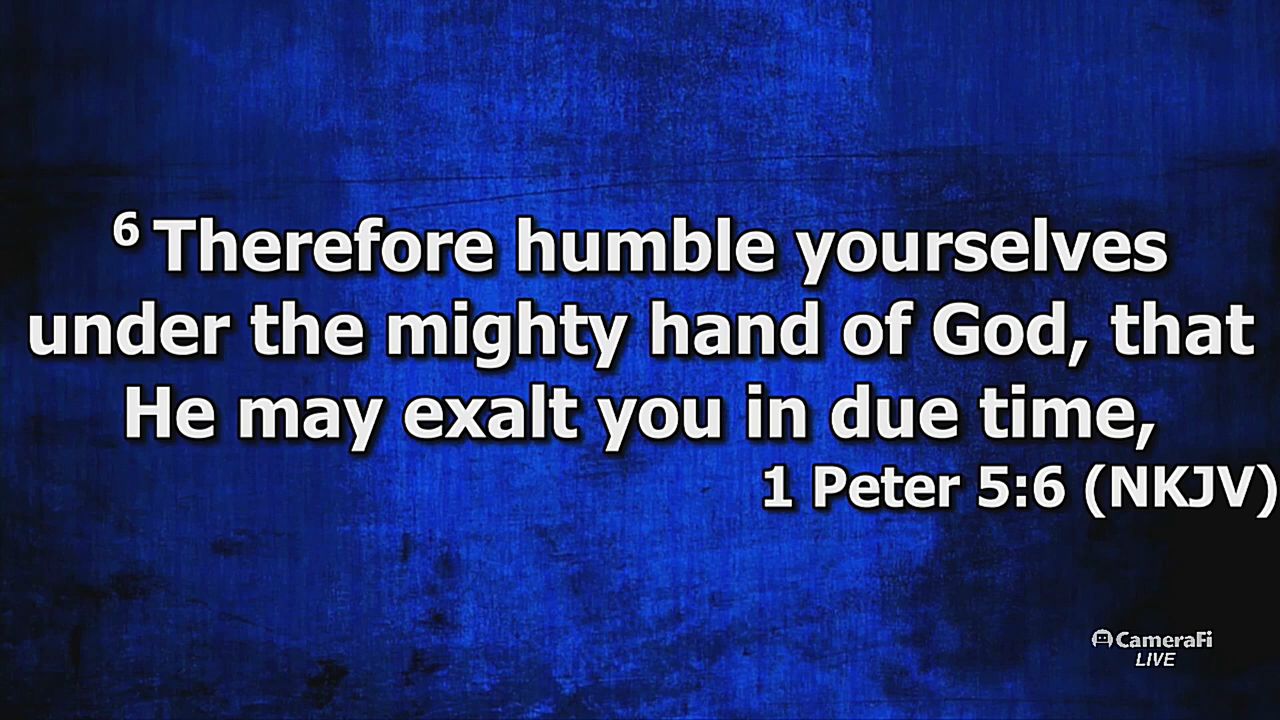 6 Therefore humble yourselves
under the mighty hand of God, that
He may exalt you in due time,
1 Peter 5:6 (NKJV)
CameraFi
LIVE